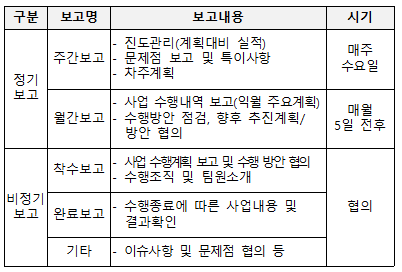 구분 보고명 보고내용 시기
정기
보고
주간보고
- 진도관리(계획대비 실적)
- 문제점 보고 및 특이사항
- 차주계획
매주
수요일
월간보고
- 사업 수행내역 보고(익월 주요계획)
- 수행방안 점검, 향후 추진계획/
방안 협의
매월
5일 전후
비정기
보고
착수보고
- 사업 수행계획 보고 및 수행 방안 협의
- 수행조직 및 팀원소개
협의
완료보고
- 수행종료에 따른 사업내용 및
결과확인
기타
- 이슈사항 및 문제점 협의 등